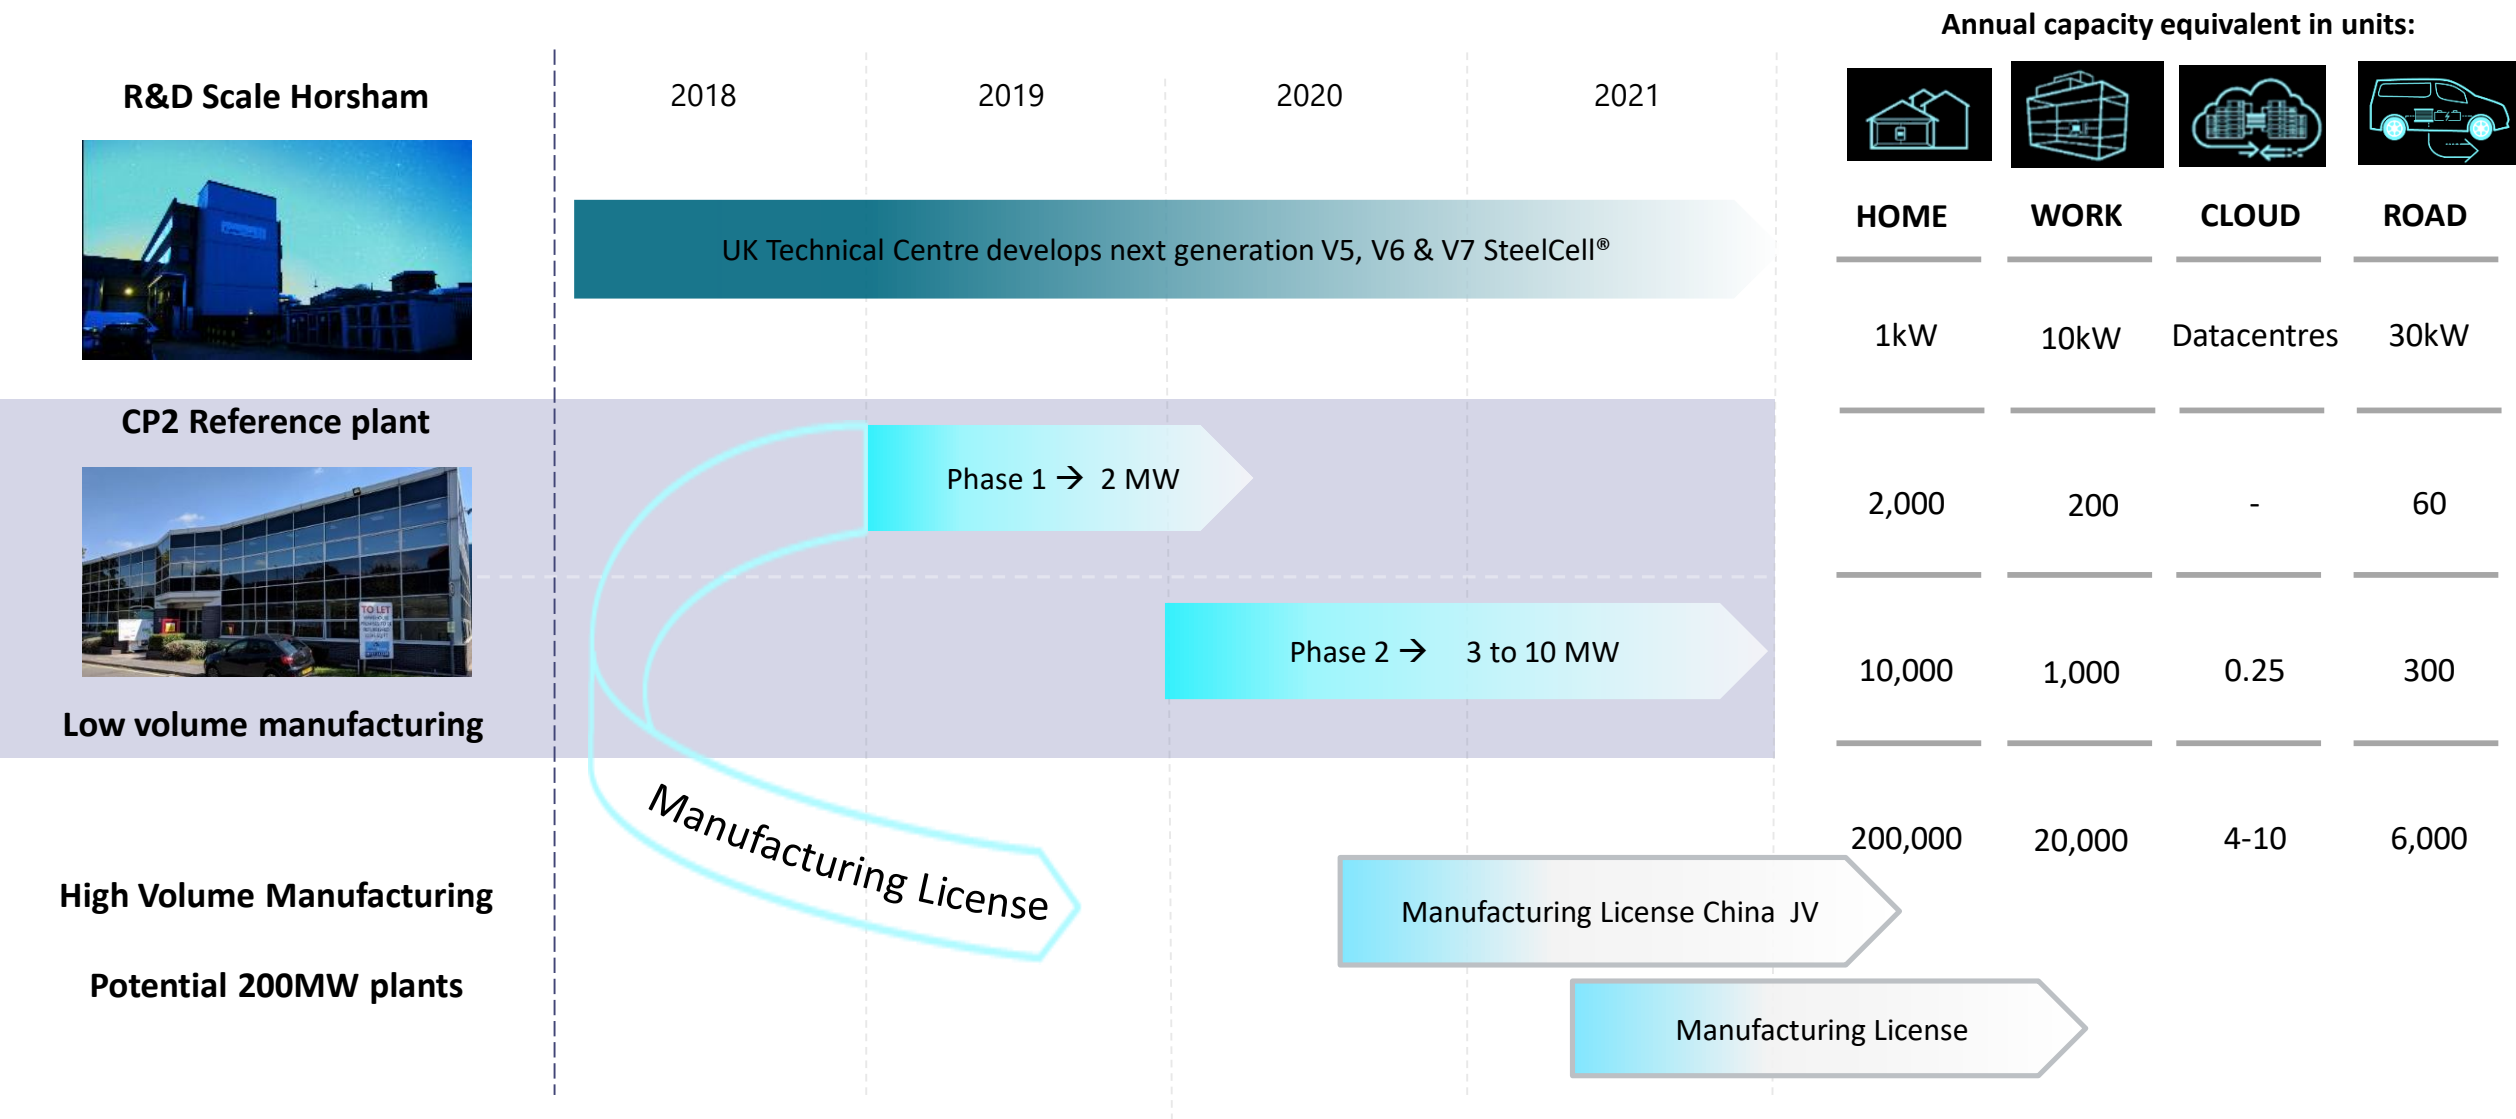 Annual capacity equivalent in units:
R&D Scale Horsham
2018
2019
2020
2021
HOME
WORK
CLOUD
ROAD
UK Technical Centre develops next generation V5, V6 & V7 SteelCell®
1kW
10kW
Datacentres
30kW
CP2 Reference plant
Phase 1 → 2 MW
2,000
200
-
60
TO LET
Phase 2 → 3 to 10 MW
10,000
1,000
0.25
300
Low volume manufacturing
Manufacturing License
200,000
20,000
4-10
6,000
High Volume Manufacturing
Manufacturing License China JV
Potential 200MW plants
Manufacturing License